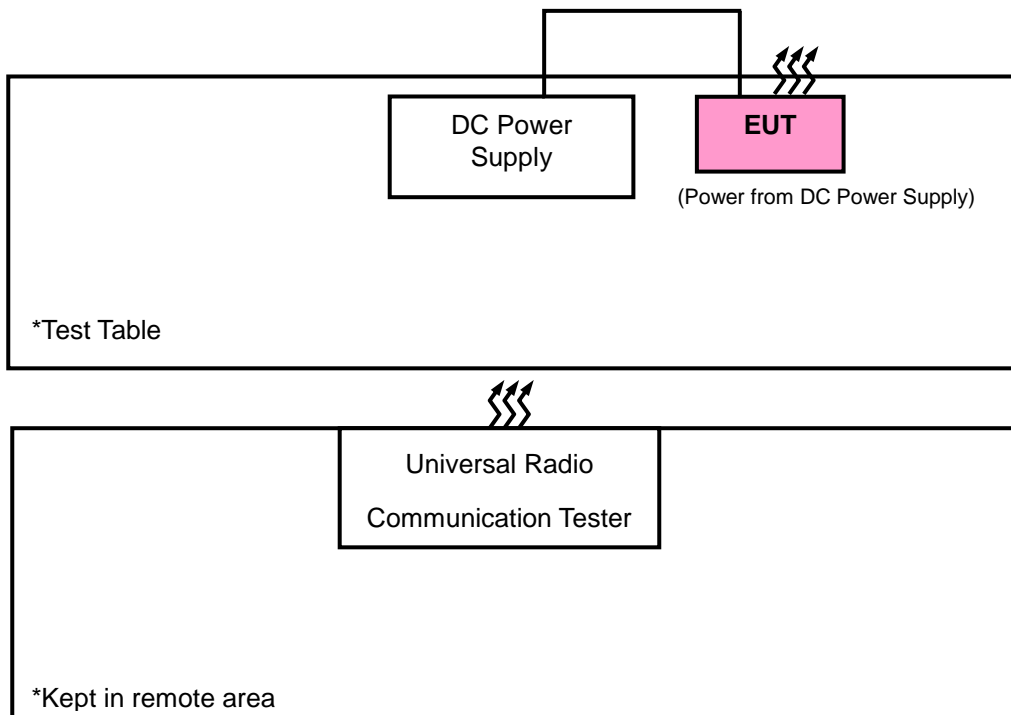 DC Power
Supply
EUT
(Power from DC Power Supply)
*Test Table
Universal Radio
Communication Tester
*Kept in remote area